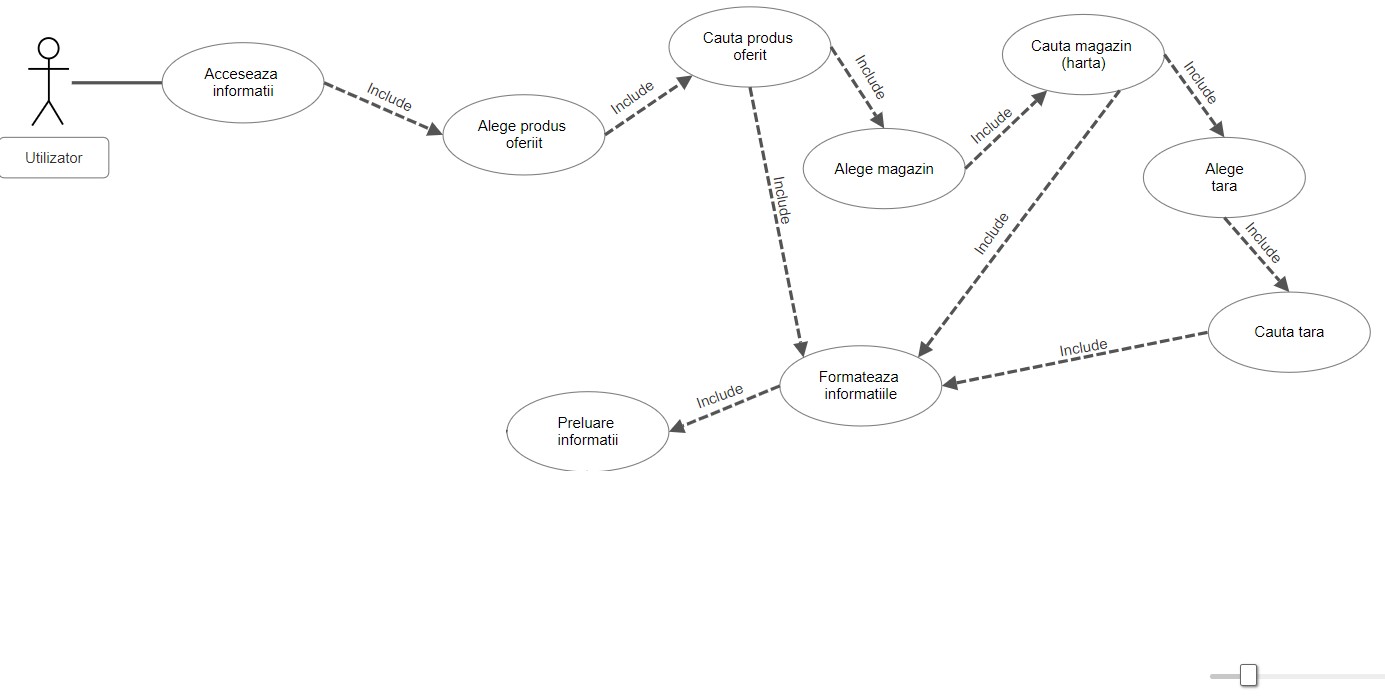 Utilizator
Acceseaza
informatii
Include
Alege produs
oferiit
Include
Cauta produs
oferit
Include
Include
Alege magazin
Include
Cauta magazin
(harta)
Include
Include
Alege
tara
Include
Cauta tara
Include
Formateaza
informatiile
Include
Preluare
informatii